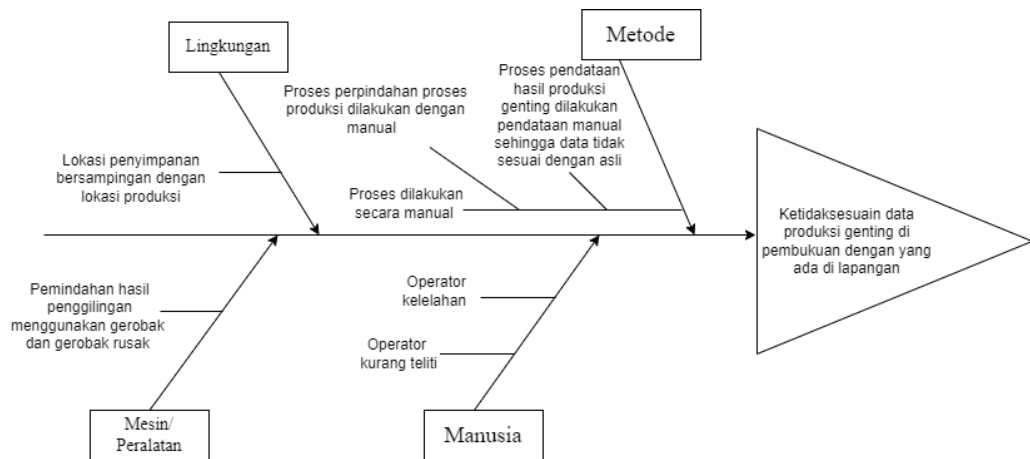 Lingkungan
Metode
Proses perpindahan proses
produksi dilakukan dengan
manual
Proses pendataan
hasil produksi
genting dilakukan
pendataan manual
sehingga data tidak
sesuai dengan asli
Lokasi penyimpanan
bersampingan dengan
lokasi produksi
Proses dilakukan
secara manual
Ketidaksesuain data
produksi genting di
pembukuan dengan yang
ada di lapangan
Pemindahan hasil
penggilingan
menggunakan gerobak
dan gerobak rusak
Operator
kelelahan
Operator
kurang teliti
Mesin/
Peralatan
Manusia